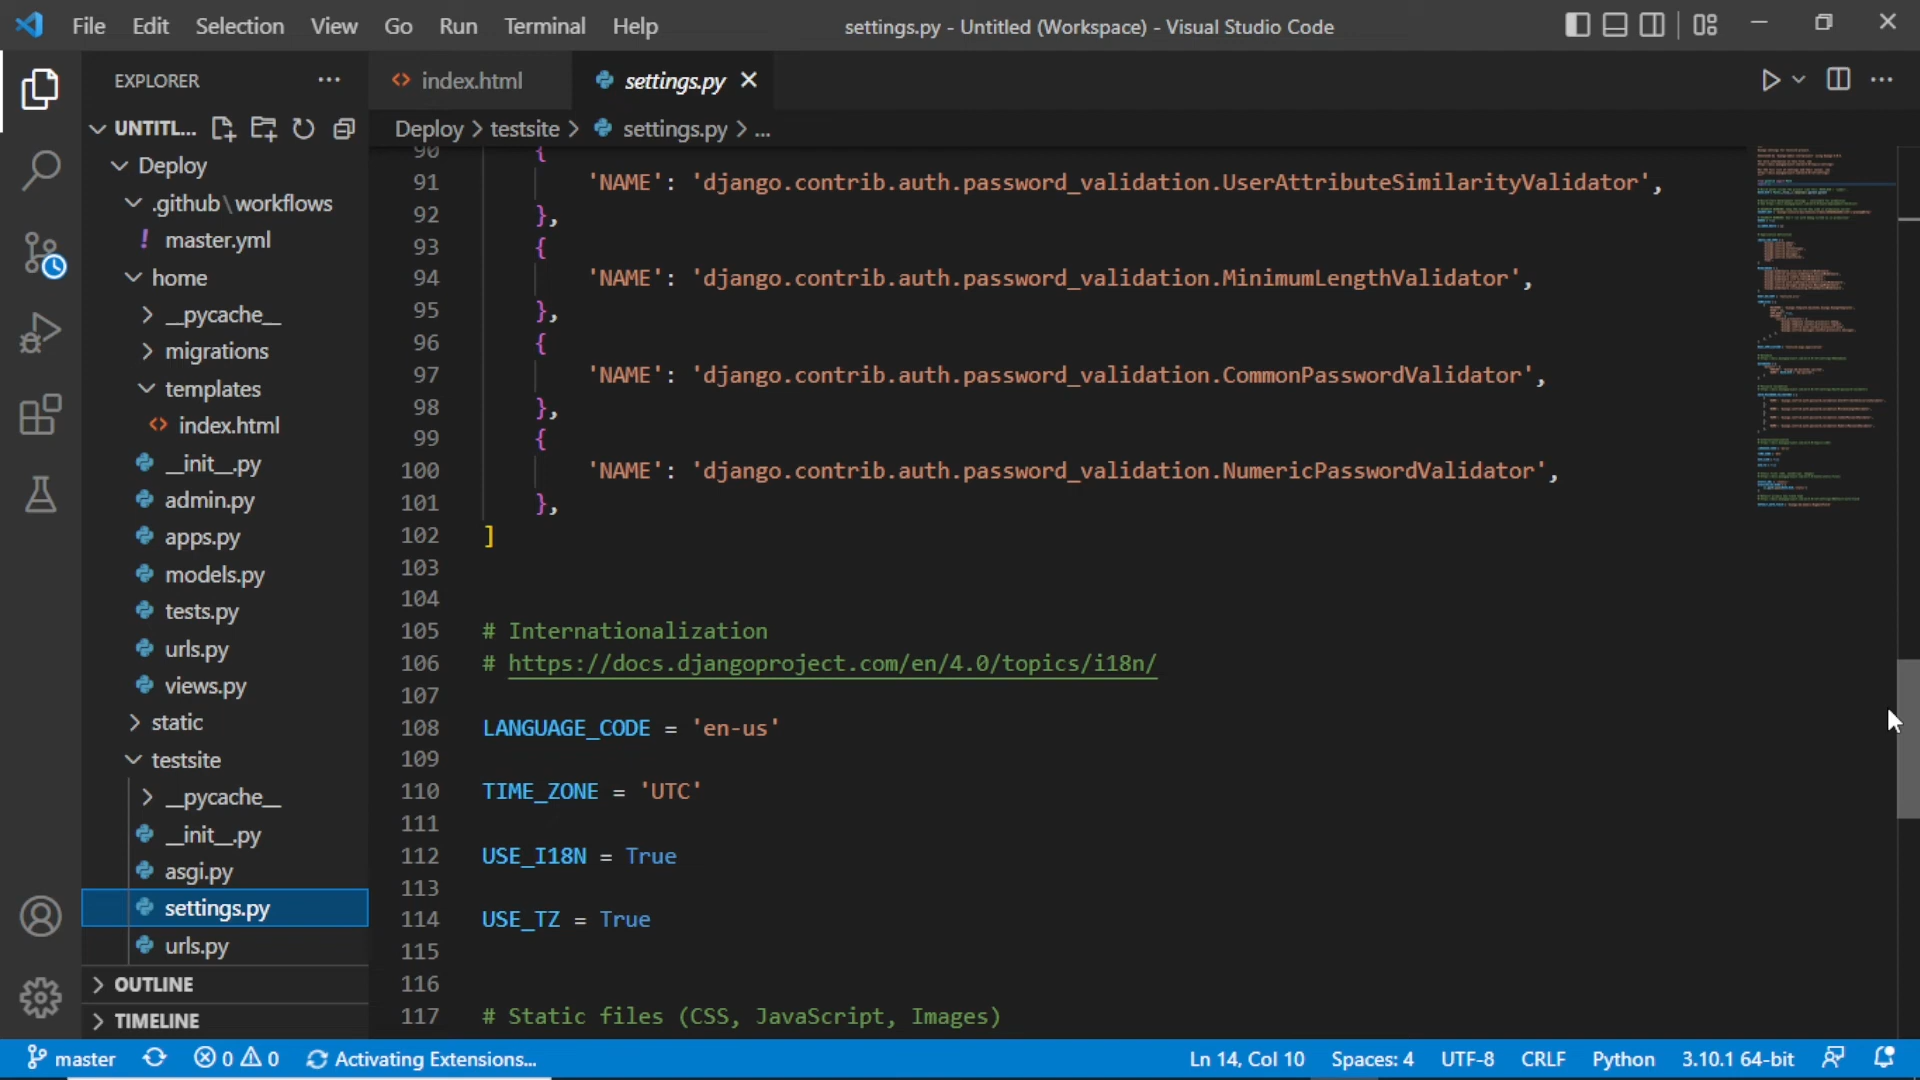 File Edit Selection View Go Run Terminal Help
settings.py - Untitled (Workspace) - Visual Studio Code
EXPLORER
UNTITL...
Deploy
.github\workflows
! master.yml
home
__pycache__
migrations
templates
index.html
__init__.py
admin.py
apps.py
models.py
tests.py
urls.py
views.py
static
testsite
__pycache__
__init__.py
asgi.py
settings.py
urls.py
OUTLINE
TIMELINE
index.html
settings.py
Deploy > testsite > settings.py > ...
90 {
91 'NAME': 'django.contrib.auth.password_validation.UserAttributeSimilarityValidator',
92 },
93 {
94 'NAME': 'django.contrib.auth.password_validation.MinimumLengthValidator',
95 },
96 {
97 'NAME': 'django.contrib.auth.password_validation.CommonPasswordValidator',
98 },
99 {
100 'NAME': 'django.contrib.auth.password_validation.NumericPasswordValidator',
101 },
102 ]
103
104
105 # Internationalization
106 # https://docs.djangoproject.com/en/4.0/topics/i18n/
107
108 LANGUAGE_CODE = 'en-us'
109
110 TIME_ZONE = 'UTC'
111
112 USE_I18N = True
113
114 USE_TZ = True
115
116
117 # Static files (CSS, JavaScript, Images)
master 0 0 Activating Extensions... Ln 14, Col 10 Spaces: 4 UTF-8 CRLF Python 3.10.1 64-bit